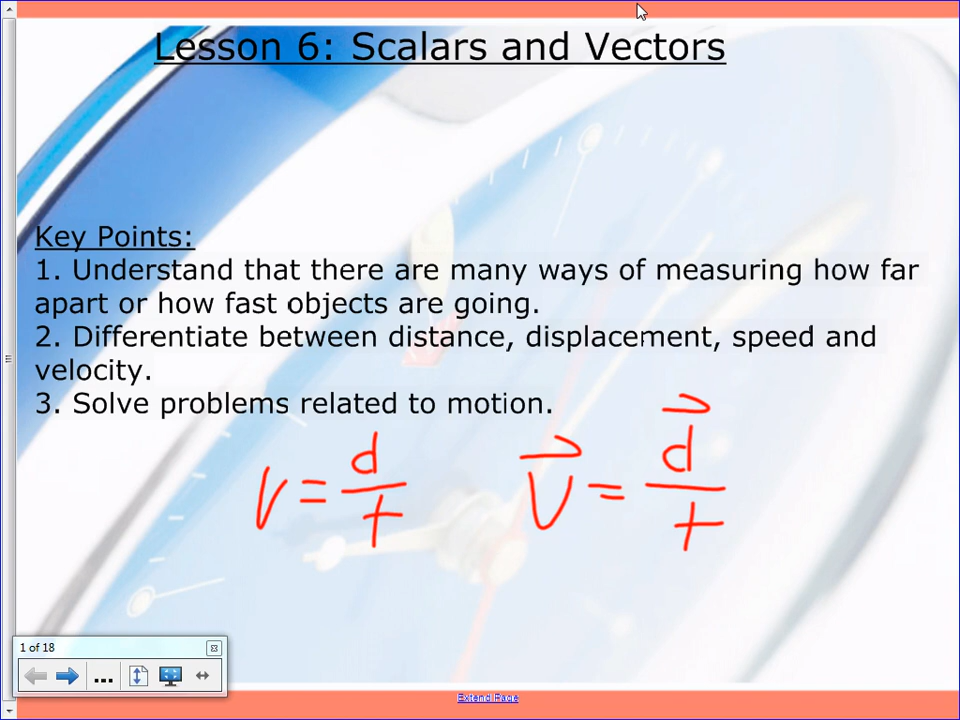 Lesson 6: Scalars and Vectors
Key Points:
1. Understand that there are many ways of measuring how far
apart or how fast objects are going.
2. Differentiate between distance, displacement, speed and
velocity.
3. Solve problems related to motion.
v = d/t   v⃗ = d⃗/t
1 of 18
...
Extend Page